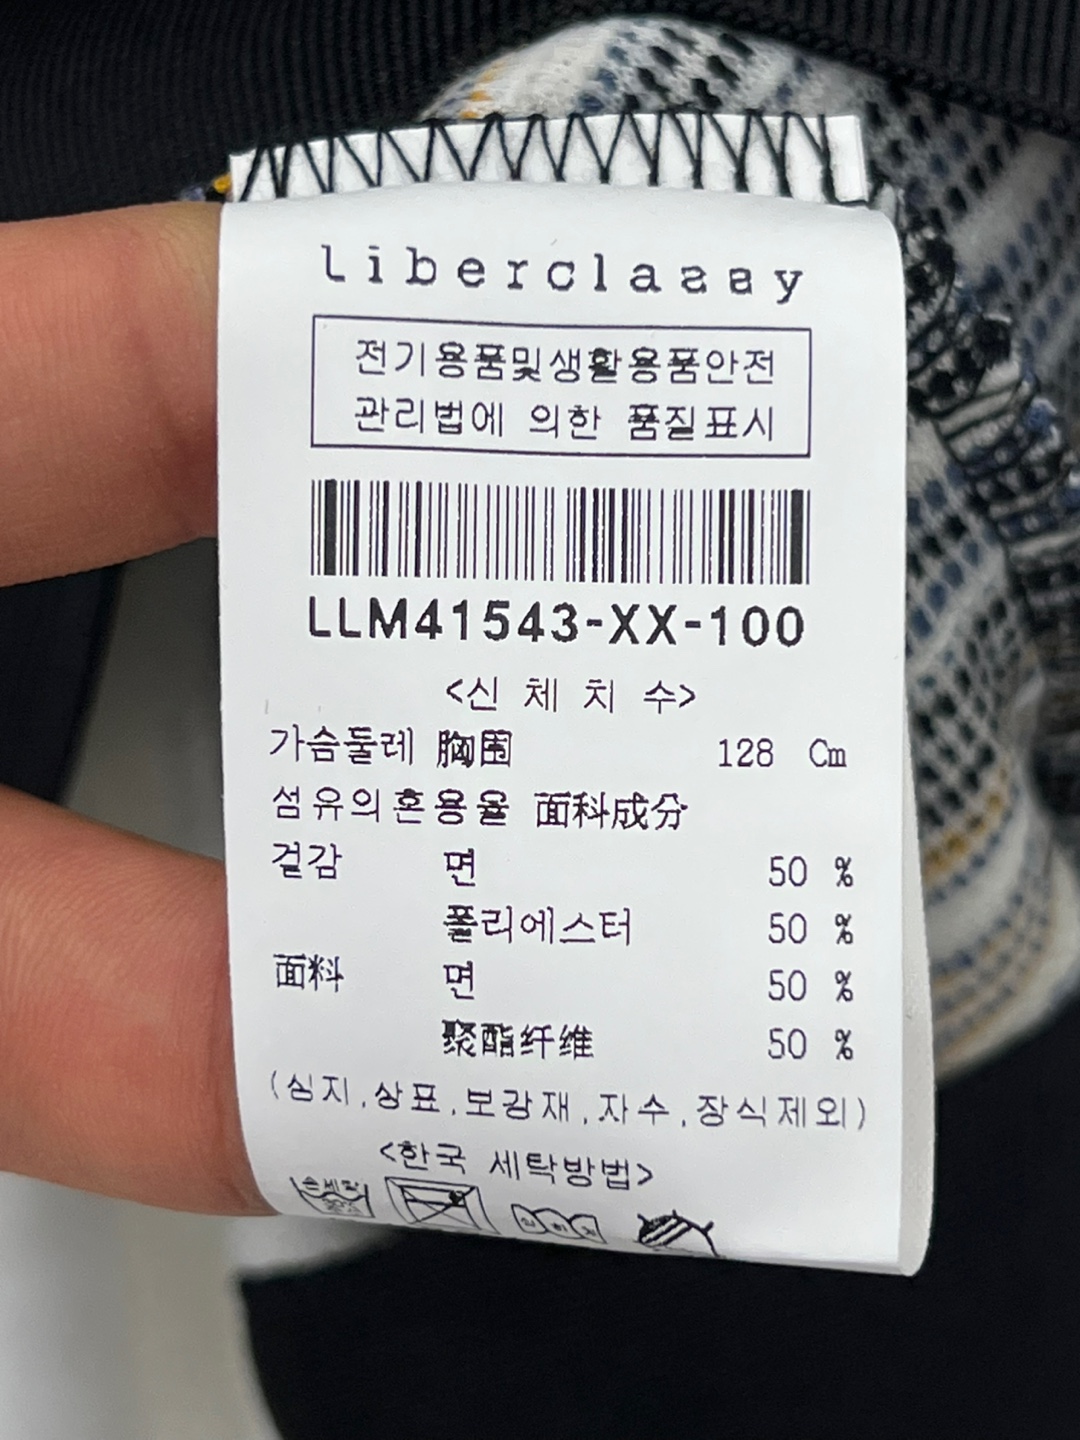 Liberclassy
전기용품및생활용품안전
관리법에 의한 품질표시
LLM41543-XX-100
<신 체 치 수>
가슴둘레 胸围 128 Cm
섬유의혼용율 面料成分
겉감 면 50 %
폴리에스터 50 %
面料 면 50 %
聚酯纤维 50 %
(심지,상표,보강재,자수,장식제외)
<한국 세탁방법>
손세탁